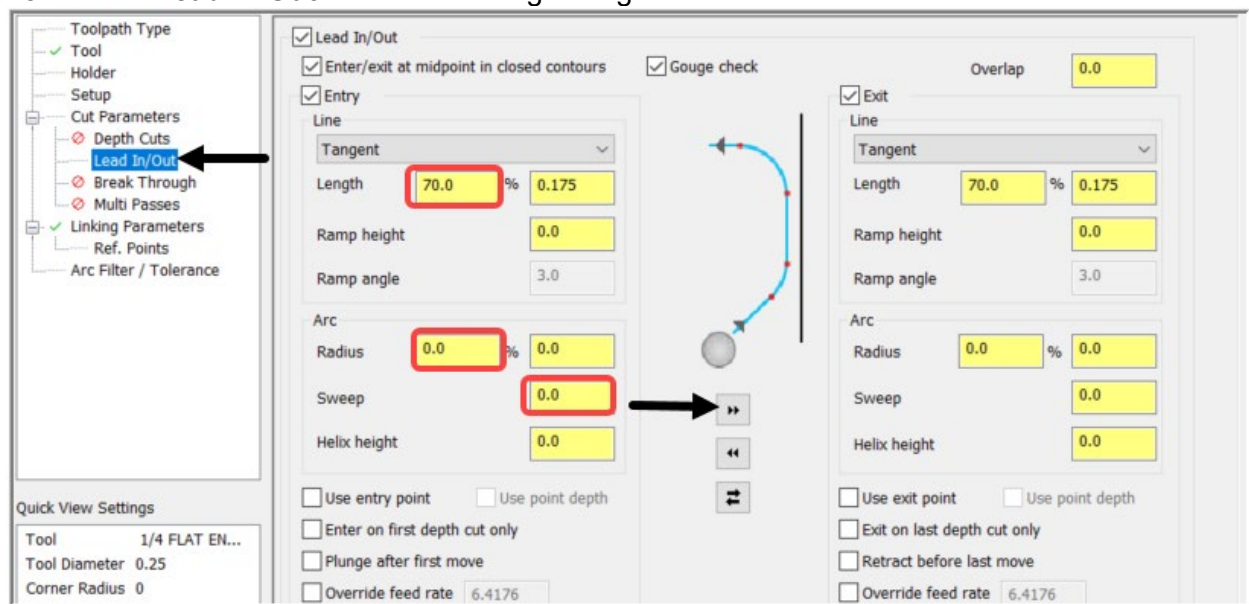 Toolpath Type
Tool
Holder
Setup
Cut Parameters
Depth Cuts
Lead In/Out
Break Through
Multi Passes
Linking Parameters
Ref. Points
Arc Filter / Tolerance
Quick View Settings
Tool 1/4 FLAT EN...
Tool Diameter 0.25
Corner Radius 0
Lead In/Out
Enter/exit at midpoint in closed contours Gouge check Overlap 0.0
Entry
Line
Tangent
Length 70.0 % 0.175
Ramp height 0.0
Ramp angle 3.0
Arc
Radius 0.0 % 0.0
Sweep 0.0
Helix height 0.0
Use entry point Use point depth
Enter on first depth cut only
Plunge after first move
Override feed rate 6.4176
Exit
Line
Tangent
Length 70.0 % 0.175
Ramp height 0.0
Ramp angle 3.0
Arc
Radius 0.0 % 0.0
Sweep 0.0
Helix height 0.0
Use exit point Use point depth
Exit on last depth cut only
Retract before last move
Override feed rate 6.4176